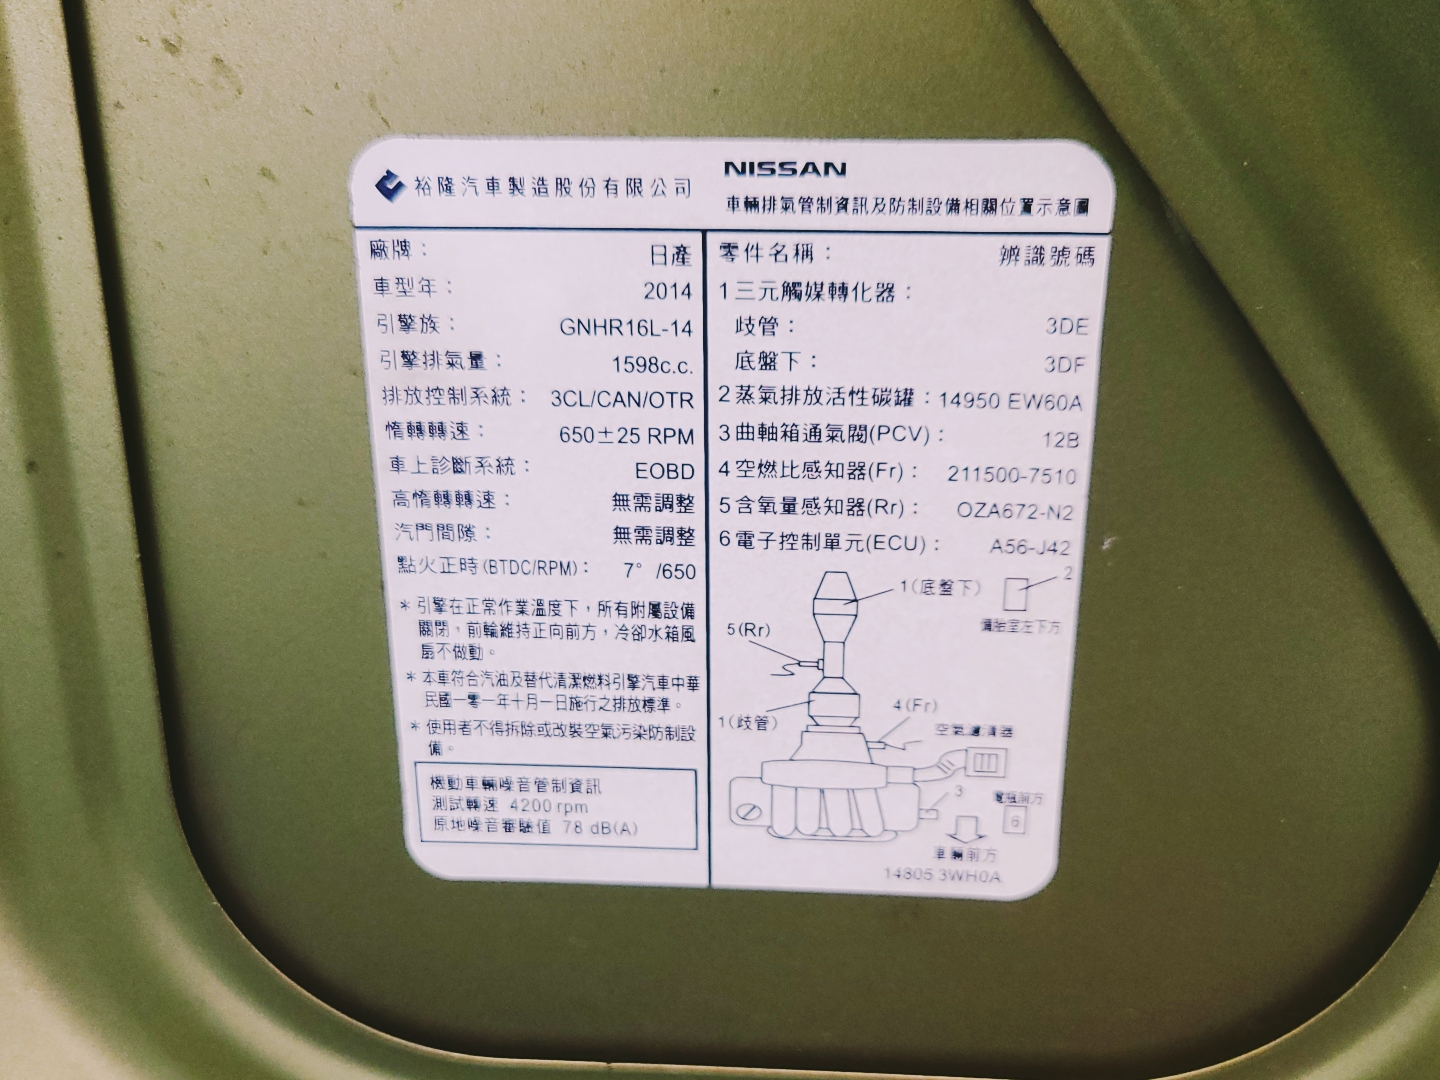 裕隆汽車製造股份有限公司
NISSAN
車輛排氣管制資訊及防制設備相關位置示意圖
廠牌： 日產
車型年： 2014
引擎族： GNHR16L-14
引擎排氣量： 1598c.c.
排放控制系統： 3CL/CAN/OTR
惰轉轉速： 650±25 RPM
車上診斷系統： EOBD
高惰轉轉速： 無需調整
汽門間隙： 無需調整
點火正時(BTDC/RPM)： 7° /650
＊引擎在正常作業溫度下，所有附屬設備
關閉，前輪維持正向前方，冷卻水箱風
扇不做動。
＊本車符合汽油及替代清潔燃料引擎汽車中華
民國一零一年十月一日施行之排放標準。
＊使用者不得拆除或改裝空氣污染防制設
備。
機動車輛噪音管制資訊
測試轉速 4200 rpm
原地噪音審驗值 78 dB(A)
零件名稱： 辨識號碼
1三元觸媒轉化器：
歧管： 3DE
底盤下： 3DF
2蒸氣排放活性碳罐：14950 EW60A
3曲軸箱通氣閥(PCV)： 12B
4空燃比感知器(Fr)： 211500-7510
5含氧量感知器(Rr)： OZA672-N2
6電子控制單元(ECU)： A56-J42
1(底盤下)
2
備胎室左下方
5(Rr)
1(歧管)
4(Fr)
空氣濾清器
3
電瓶前方
6
車輛前方
14805 3WH0A